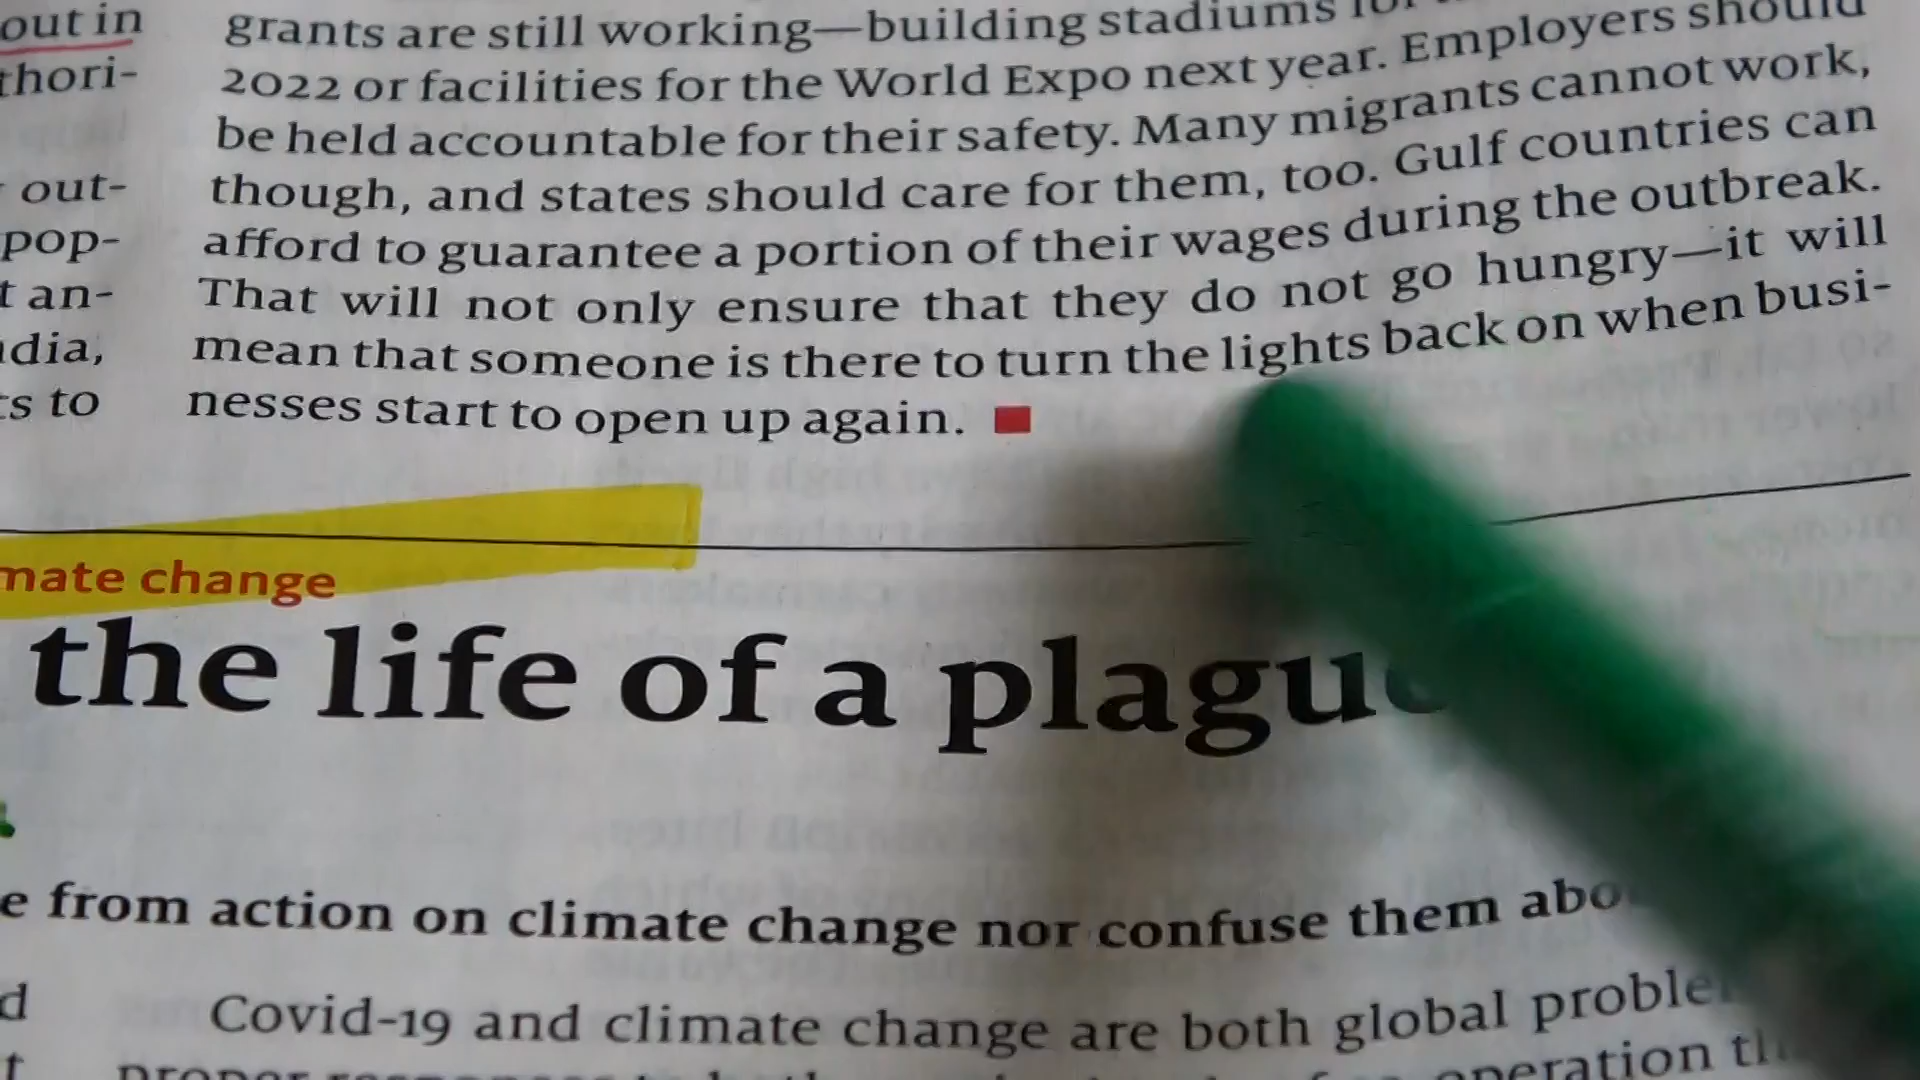 out in
thori-
out-
pop-
t an-
dia,
ts to
grants are still working—building stadiums
2022 or facilities for the World Expo next year. Employers should
be held accountable for their safety. Many migrants cannot work,
though, and states should care for them, too. Gulf countries can
afford to guarantee a portion of their wages during the outbreak.
That will not only ensure that they do not go hungry—it will
mean that someone is there to turn the lights back on when busi-
nesses start to open up again.
mate change
the life of a plague
e from action on climate change nor confuse them abo
d
Covid-19 and climate change are both global proble